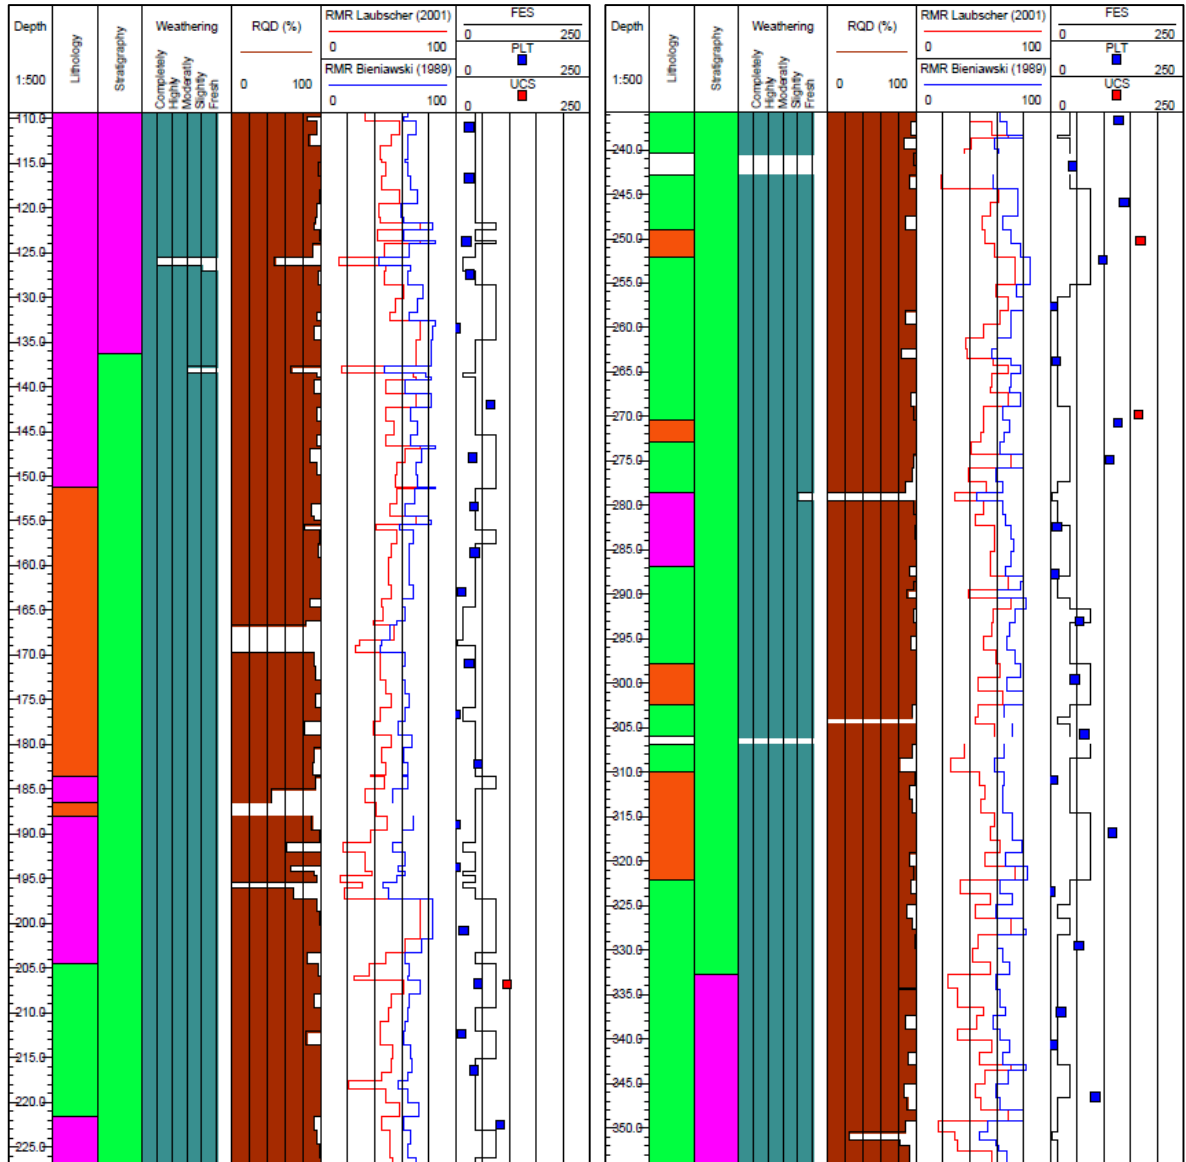 Depth
1:500
Lithology
Stratigraphy
Weathering
Completely
Highly
Moderately
Slightly
Fresh
RQD (%)
0 100
RMR Laubscher (2001)
0 100
RMR Bieniawski (1989)
0 100
FES
0 250
PLT
0 250
UCS
0 250
110.0
115.0
120.0
125.0
130.0
135.0
140.0
145.0
150.0
155.0
160.0
165.0
170.0
175.0
180.0
185.0
190.0
195.0
200.0
205.0
210.0
215.0
220.0
225.0
Depth
1:500
Lithology
Stratigraphy
Weathering
Completely
Highly
Moderately
Slightly
Fresh
RQD (%)
0 100
RMR Laubscher (2001)
0 100
RMR Bieniawski (1989)
0 100
FES
0 250
PLT
0 250
UCS
0 250
240.0
245.0
250.0
255.0
260.0
265.0
270.0
275.0
280.0
285.0
290.0
295.0
300.0
305.0
310.0
315.0
320.0
325.0
330.0
335.0
340.0
345.0
350.0